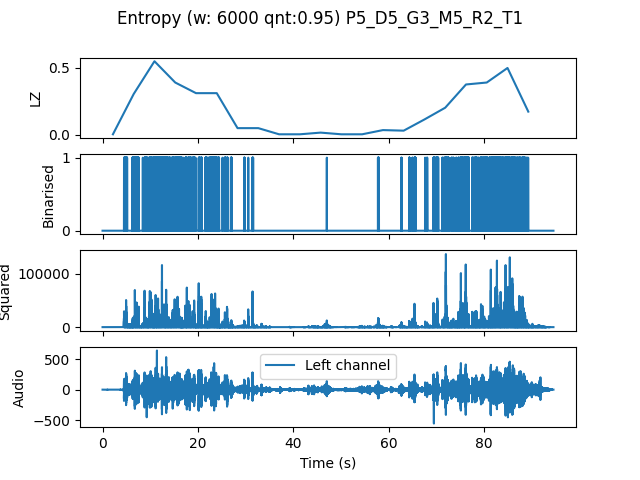 Entropy (w: 6000 qnt:0.95) P5_D5_G3_M5_R2_T1
0.5
LZ
0.0
1
Binarised
0
100000
Squared
0
500
Left channel
Audio
0
−500
0 20 40 60 80
Time (s)